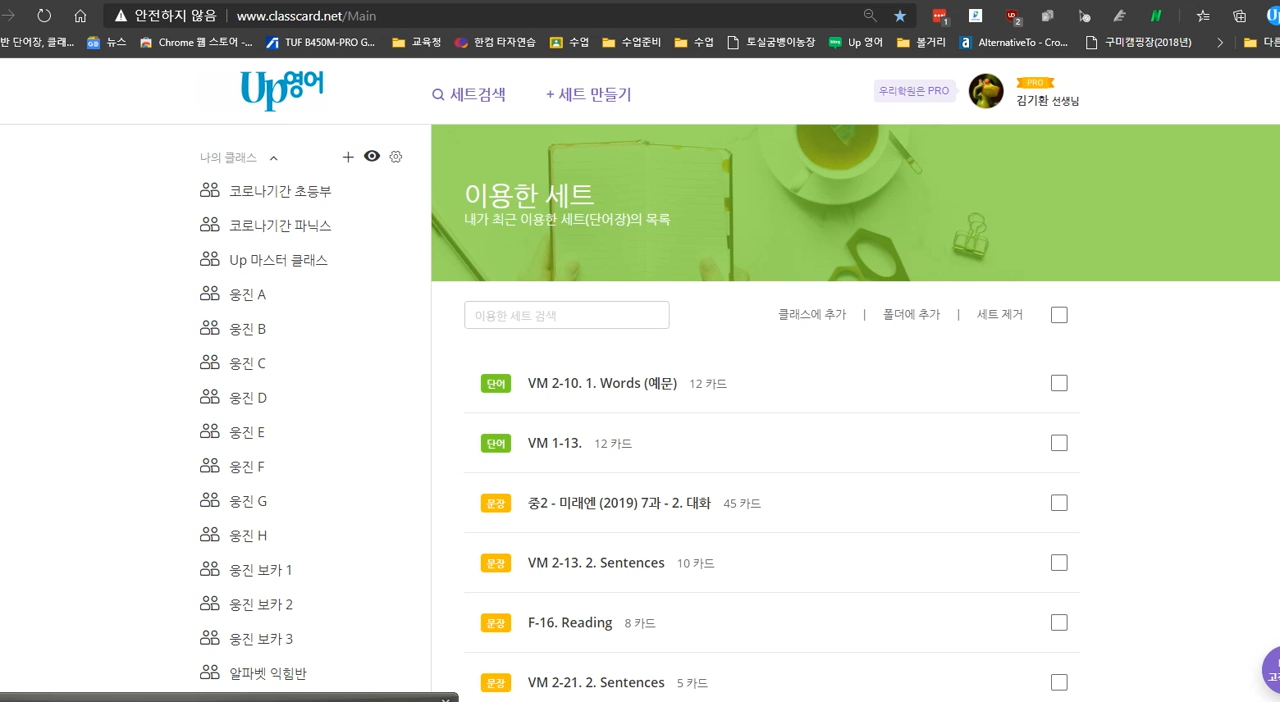 안전하지 않음 | www.classcard.net/Main
반 단어장, 클래... 뉴스 Chrome 웹 스토어 -... TUF B450M-PRO G... 교육청 한컴 타자연습 수업 수업준비 수업 토실궁뱅이농장 Up 영어 볼거리 AlternativeTo - Cro... 구미캠핑장(2018년) 다른
Up영어
세트검색 + 세트 만들기
우리학원은 PRO
PRO
김기환 선생님
나의 클래스
코로나기간 초등부
코로나기간 파닉스
Up 마스터 클래스
웅진 A
웅진 B
웅진 C
웅진 D
웅진 E
웅진 F
웅진 G
웅진 H
웅진 보카 1
웅진 보카 2
웅진 보카 3
알파벳 익힘반
이용한 세트
내가 최근 이용한 세트(단어장)의 목록
이용한 세트 검색
클래스에 추가 | 폴더에 추가 | 세트 제거
단어 VM 2-10. 1. Words (예문) 12 카드
단어 VM 1-13. 12 카드
문장 중2 - 미래엔 (2019) 7과 - 2. 대화 45 카드
문장 VM 2-13. 2. Sentences 10 카드
문장 F-16. Reading 8 카드
문장 VM 2-21. 2. Sentences 5 카드